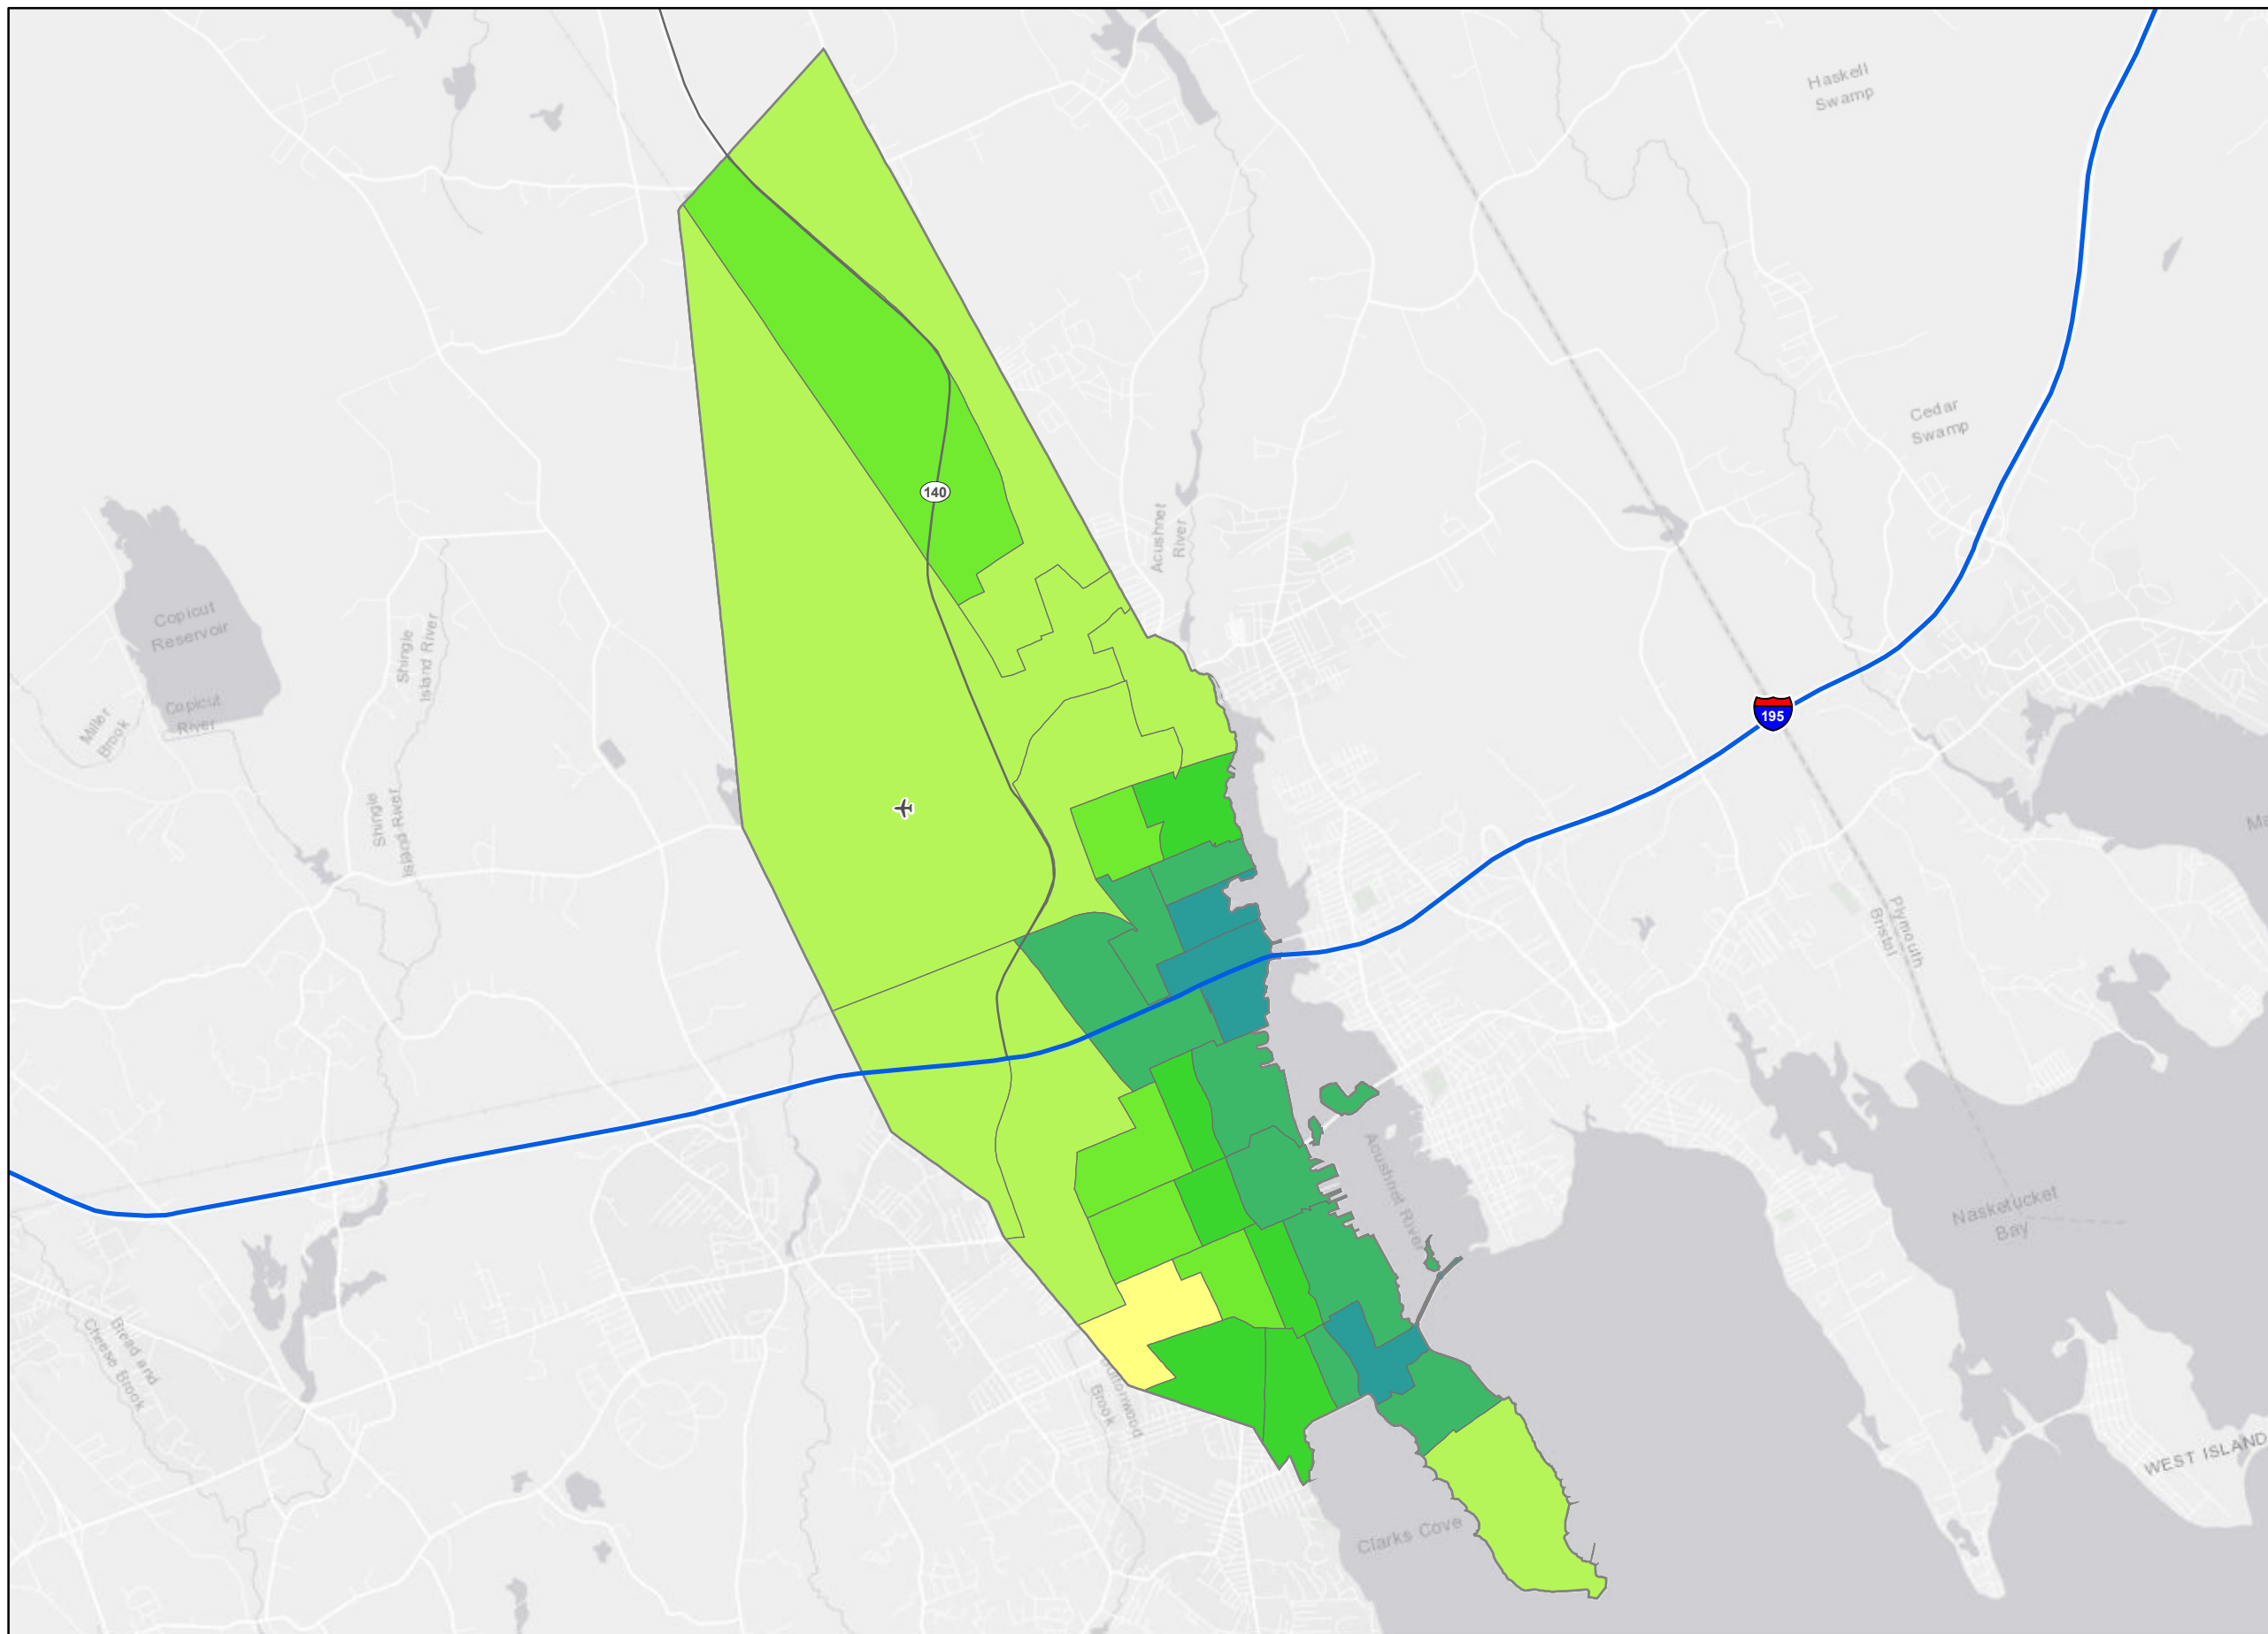 Haskell
Swamp
Cedar
Swamp
140
Acushnet
River
Copicut
Reservoir
Shingle
Island River
Copicut
River
Miller
Brook
195
Shingle
Island River
Plymouth
Bristol
Acushnet River
Nasketucket
Bay
Bread and
Cheese Brook
Brook
WEST ISLAND
Clarks Cove